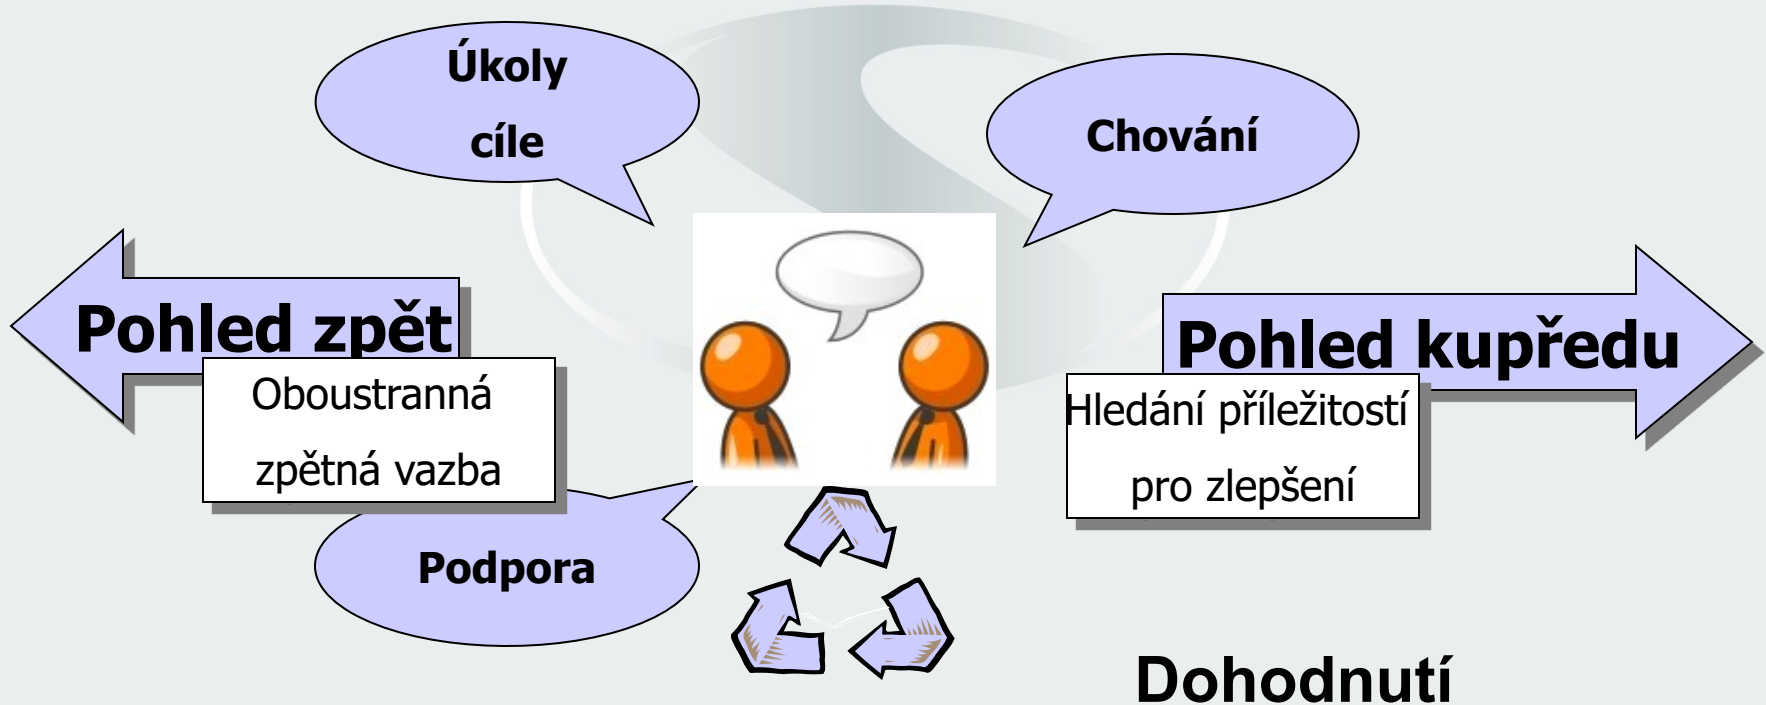 Úkoly
cíle
Chování
Pohled zpět
Pohled kupředu
Oboustranná
zpětná vazba
Hledání příležitostí
pro zlepšení
Podpora
Dohodnutí